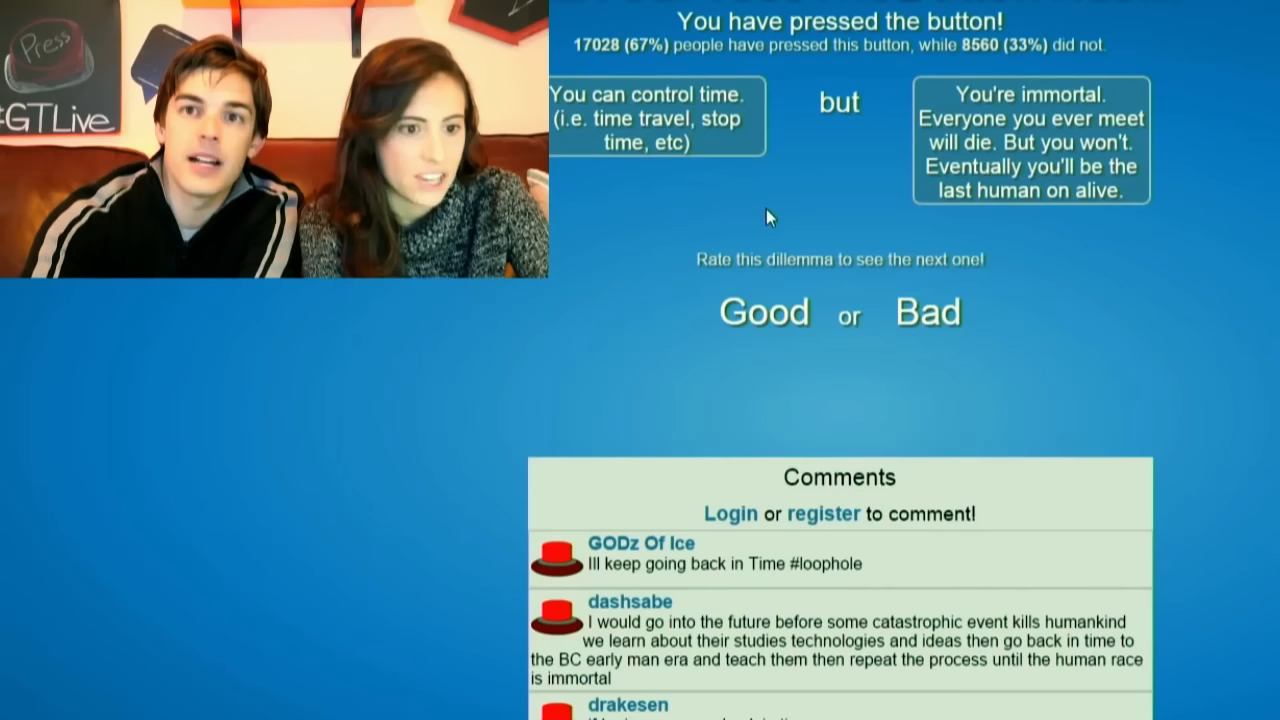 Press
#GTLive
You have pressed the button!
17028 (67%) people have pressed this button, while 8560 (33%) did not.
You can control time.
(i.e. time travel, stop
time, etc)
but
You're immortal.
Everyone you ever meet
will die. But you won't.
Eventually you'll be the
last human on alive.
Rate this dillemma to see the next one!
Good or Bad
Comments
Login or register to comment!
GODz Of Ice
Ill keep going back in Time #loophole
dashsabe
I would go into the future before some catastrophic event kills humankind
we learn about their studies technologies and ideas then go back in time to
the BC early man era and teach them then repeat the process until the human race
is immortal
drakesen